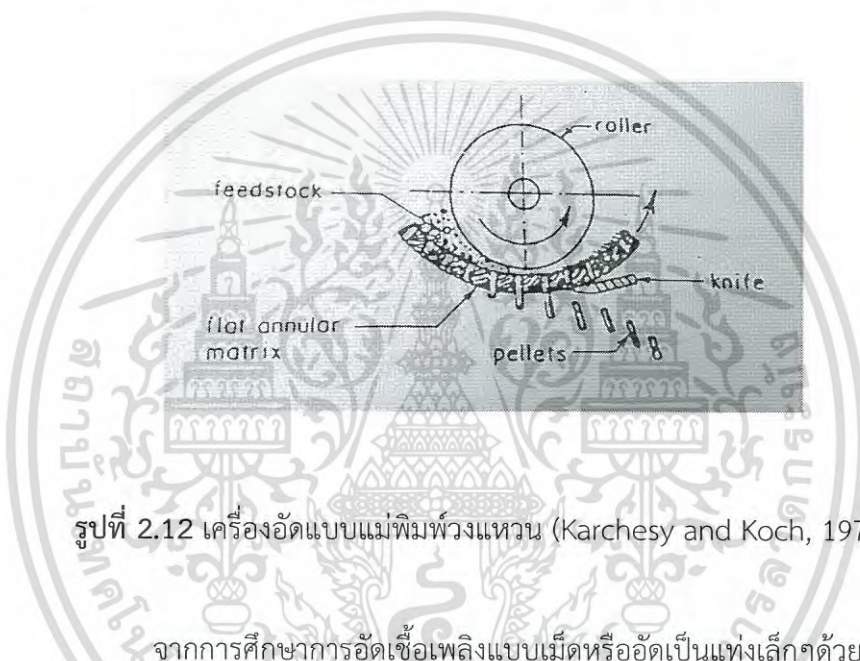 roller
feedstock
knife
flat annular
matrix
pellets
รูปที่ 2.12 เครื่องอัดแบบแม่พิมพ์วงแหวน (Karchesy and Koch, 197
จากการศึกษาการอัดเชื้อเพลิงแบบเม็ดหรืออัดเป็นแท่งเล็กๆด้วย